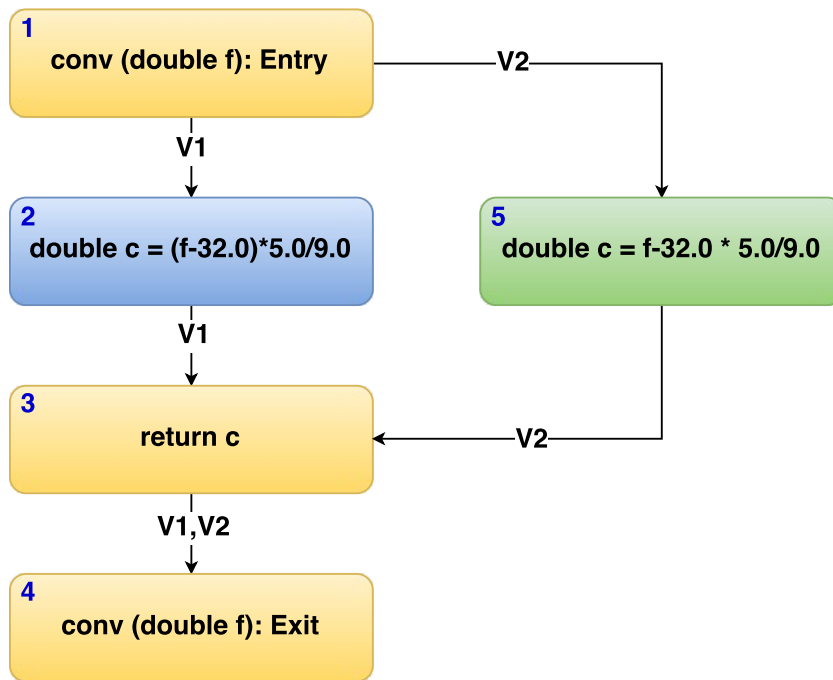 1
conv (double f): Entry
V2
V1
2
double c = (f-32.0)*5.0/9.0
5
double c = f-32.0 * 5.0/9.0
V1
3
return c
V2
V1,V2
4
conv (double f): Exit